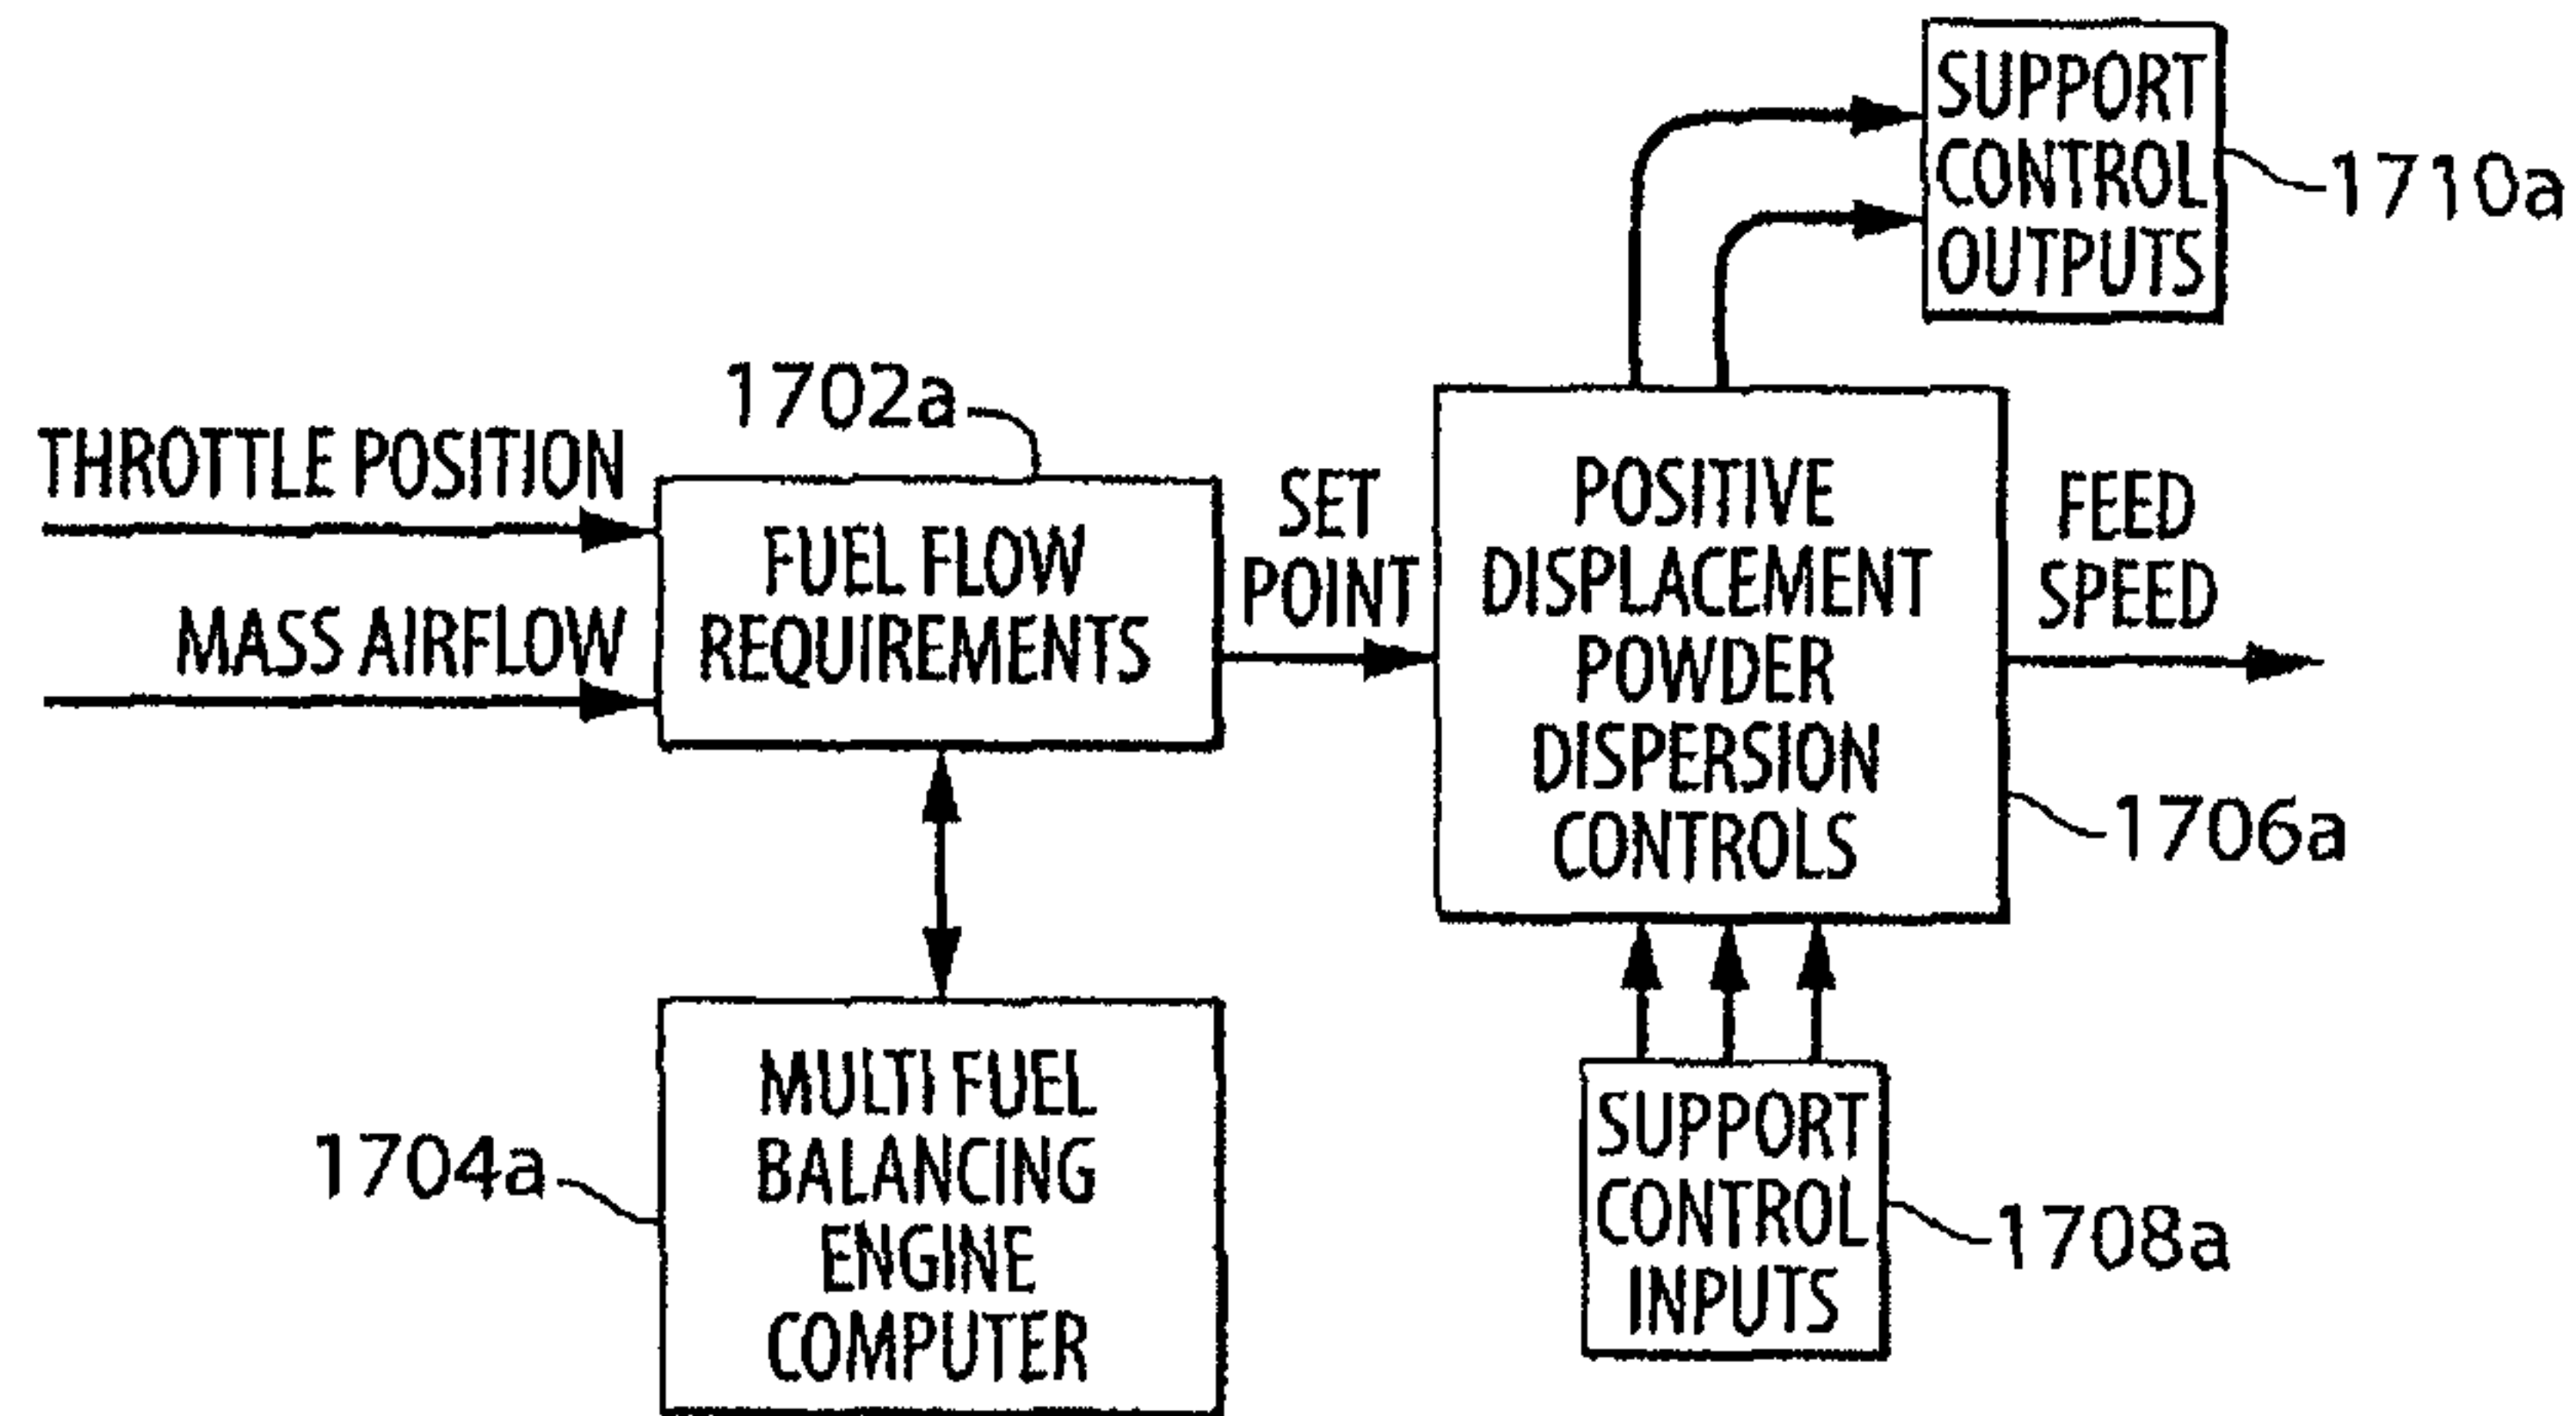 SUPPORT
CONTROL
OUTPUTS
1710a
1702a
THROTTLE POSITION
MASS AIRFLOW
FUEL FLOW
REQUIREMENTS
SET
POINT
POSITIVE
DISPLACEMENT
POWDER
DISPERSION
CONTROLS
FEED
SPEED
1706a
1704a
MULTI FUEL
BALANCING
ENGINE
COMPUTER
SUPPORT
CONTROL
INPUTS
1708a